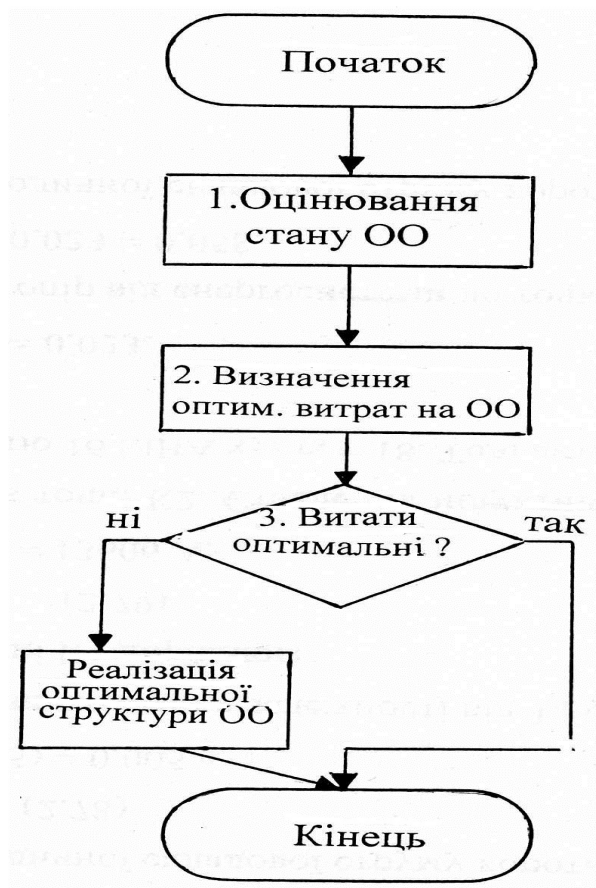 Початок
1.Оцінювання
стану ОО
2. Визначення
оптим. витрат на ОО
ні
3. Витати
оптимальні ?
так
Реалізація
оптимальної
структури ОО
Кінець